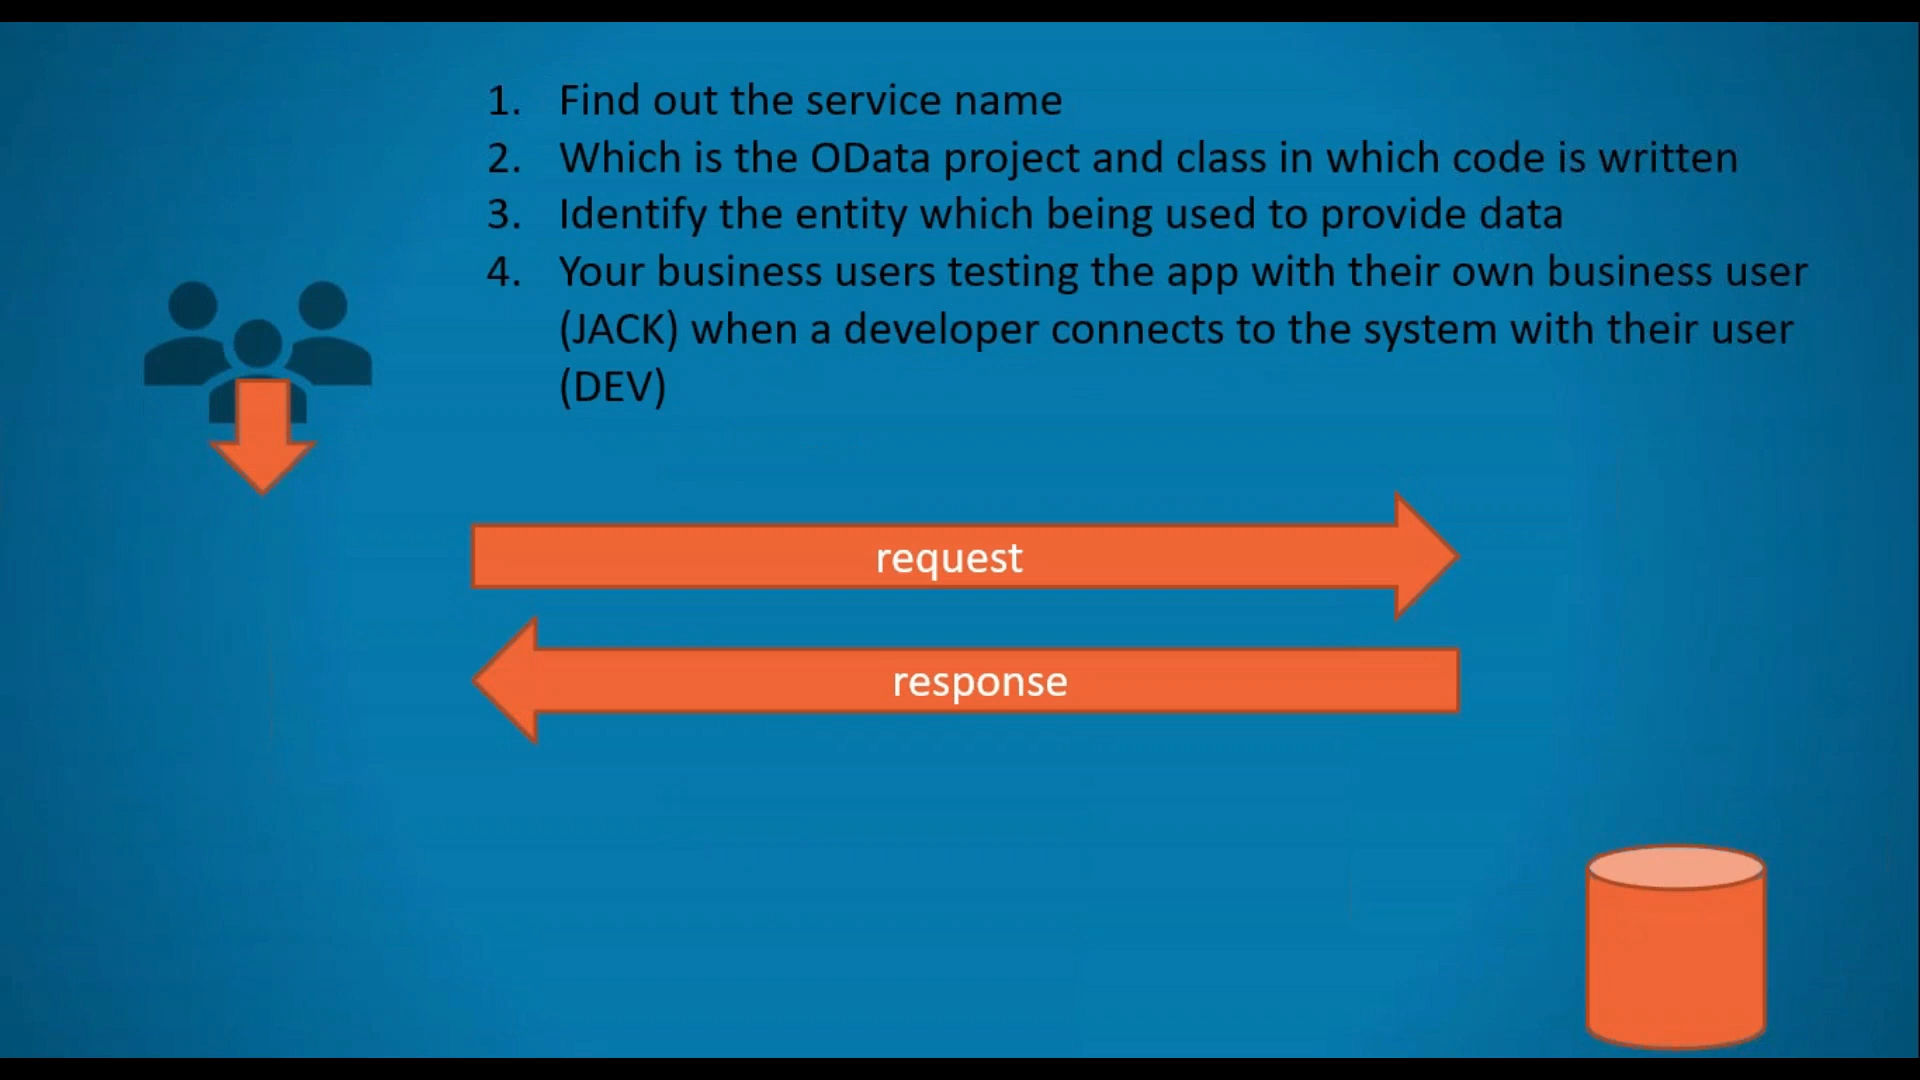 1. Find out the service name
2. Which is the OData project and class in which code is written
3. Identify the entity which being used to provide data
4. Your business users testing the app with their own business user
(JACK) when a developer connects to the system with their user
(DEV)
request
response